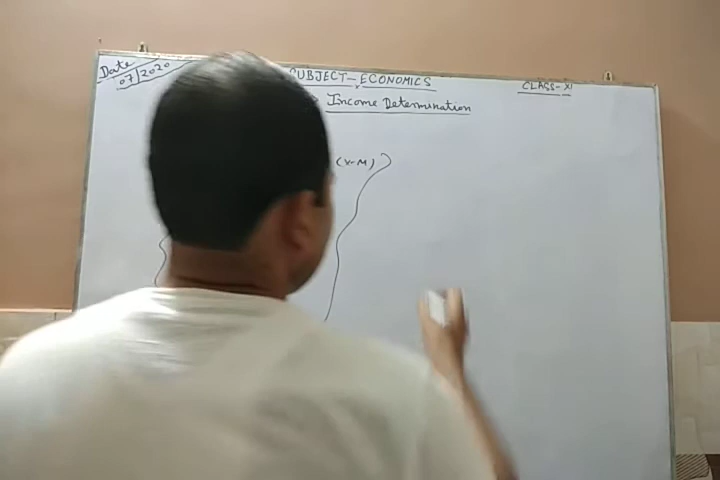 Date
07/2020
SUBJECT-ECONOMICS
CLASS-XI
Income Determination
(X-M)